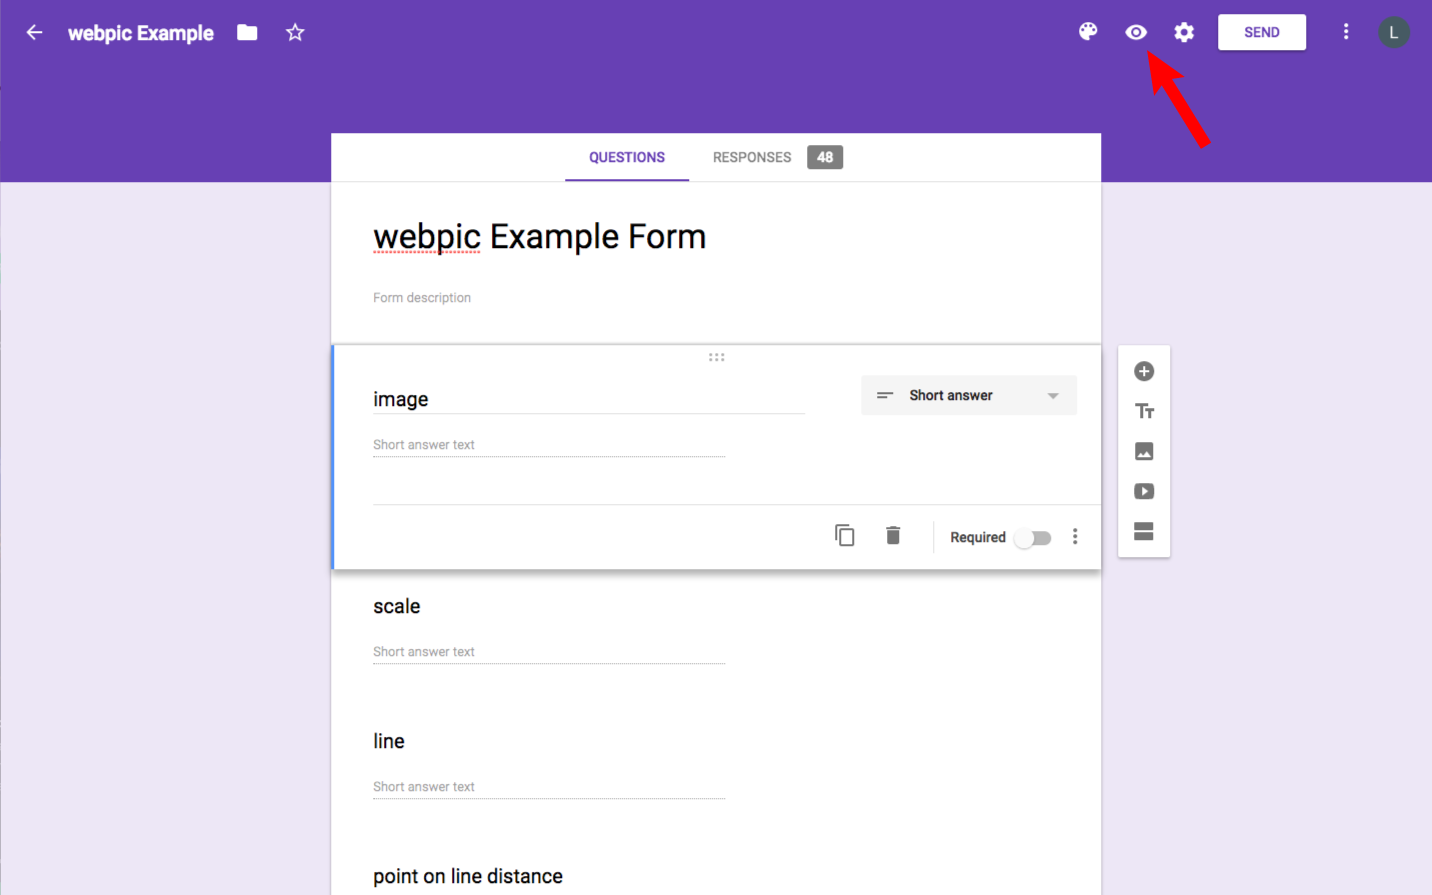 webpic Example
SEND
L
QUESTIONS
RESPONSES 48
webpic Example Form
Form description
image
Short answer
Short answer text
Required
scale
Short answer text
line
Short answer text
point on line distance